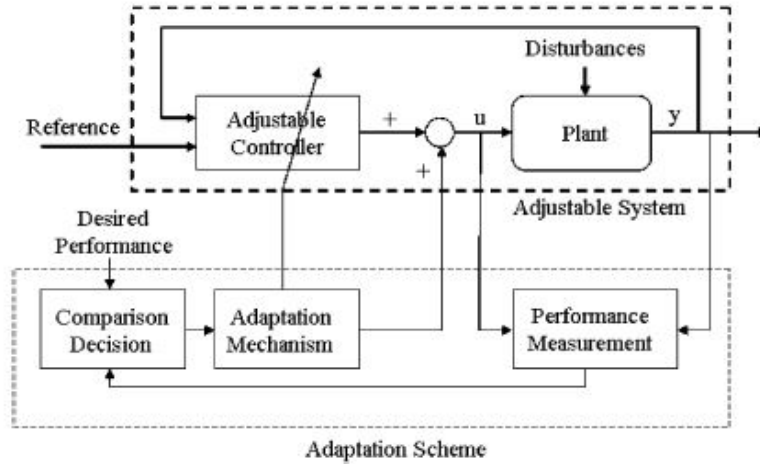 Disturbances
Reference
Adjustable
Controller
+
+
u
Plant
y
Adjustable System
Desired
Performance
Comparison
Decision
Adaptation
Mechanism
Performance
Measurement
Adaptation Scheme